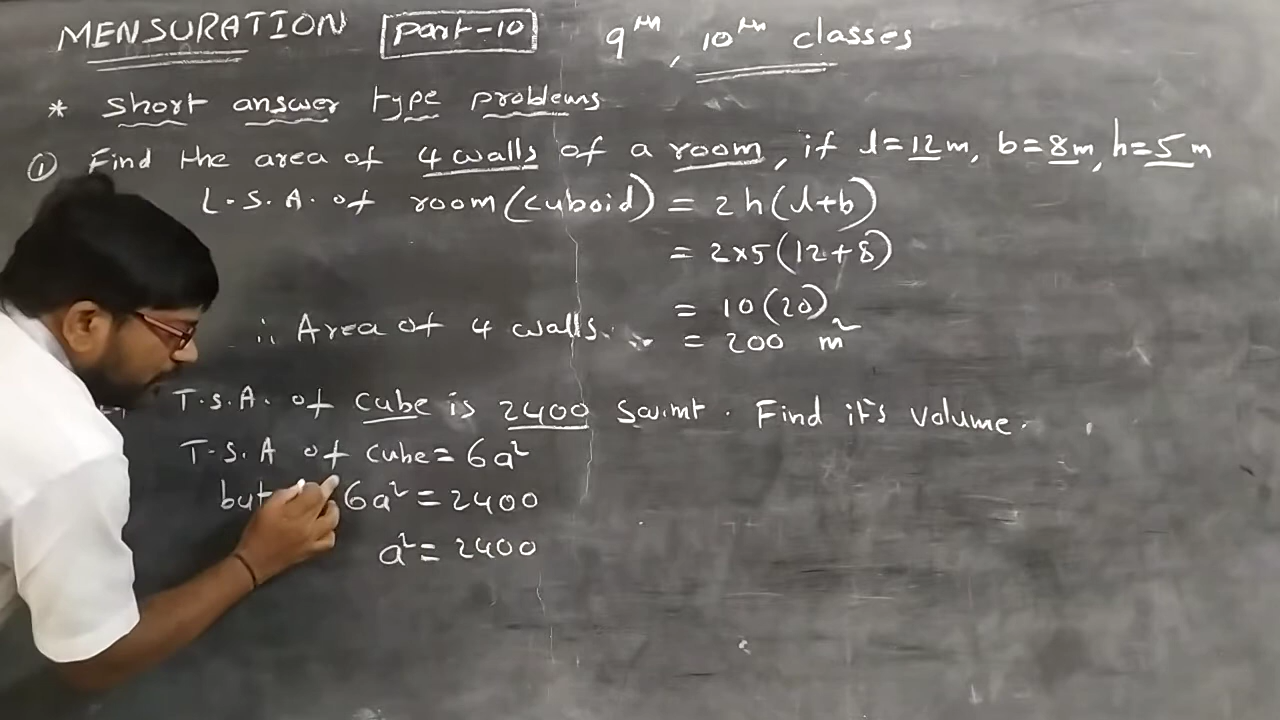 MENSURATION Part-10 9th, 10th classes
* Short answer type problems
① Find the area of 4 walls of a room, if l=12m, b=8m, h=5m
L.S.A. of room(cuboid) = 2h(l+b)
= 2×5(12+8)
= 10(20)
∴ Area of 4 walls. = 200 m²
T.S.A. of cube is 2400 Sq.mt. Find it's volume.
T.S.A of cube = 6a²
but 6a² = 2400
a² = 2400